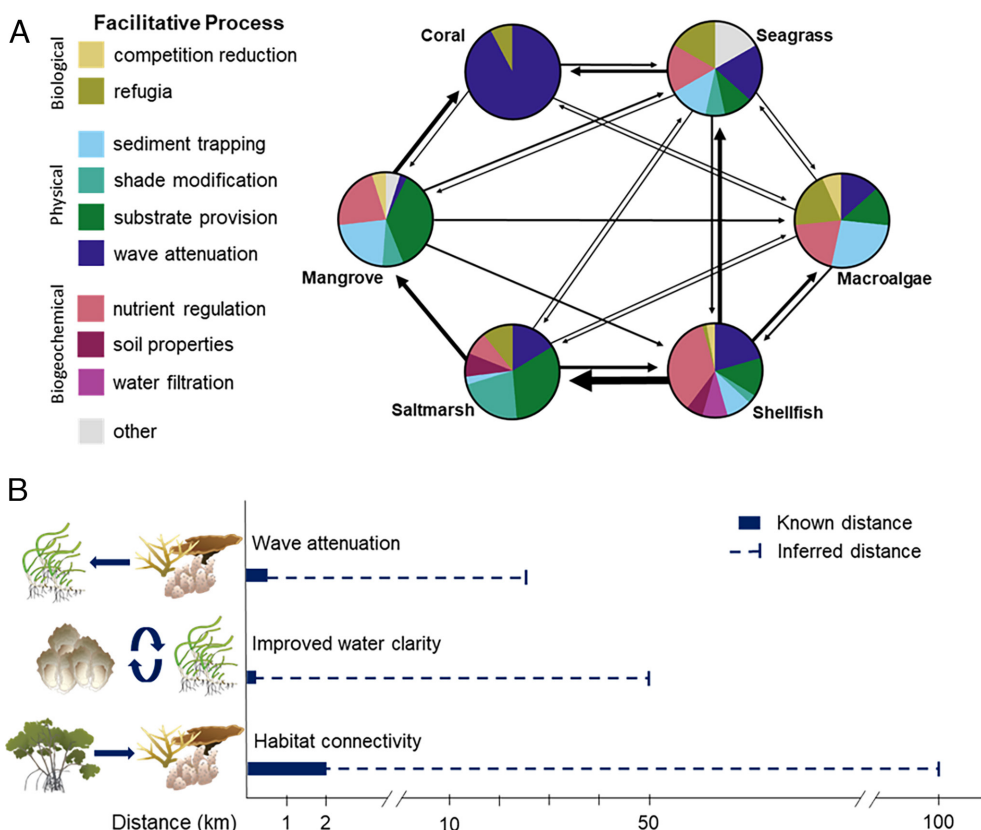 A
Facilitative Process
Biological
competition reduction
refugia
Physical
sediment trapping
shade modification
substrate provision
wave attenuation
Biogeochemical
nutrient regulation
soil properties
water filtration
other
Coral
Seagrass
Mangrove
Macroalgae
Saltmarsh
Shellfish
B
Known distance
Inferred distance
Wave attenuation
Improved water clarity
Habitat connectivity
Distance (km) 1 2 10 50 100